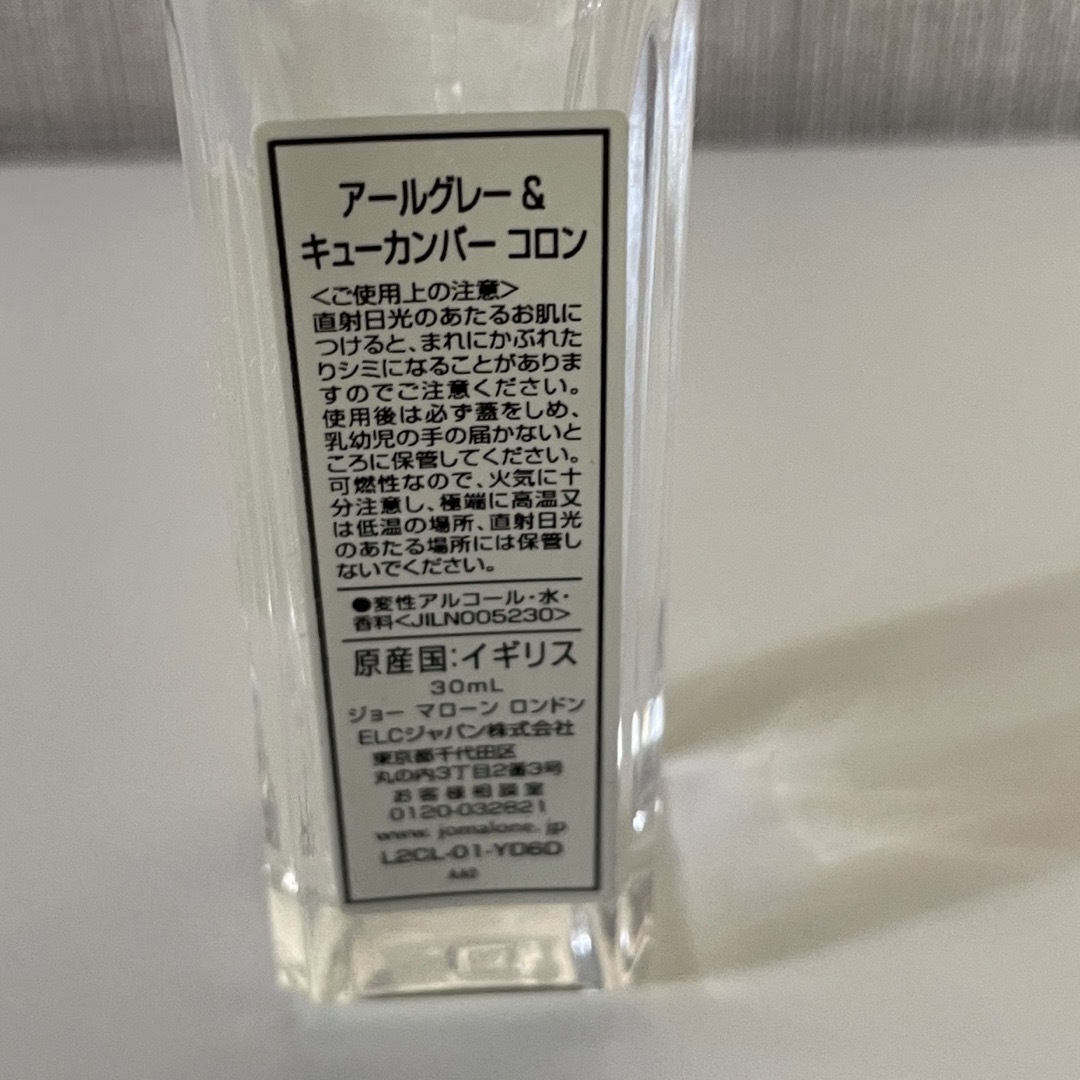 アールグレー &
キューカンバー コロン
<ご使用上の注意>
直射日光のあたるお肌に
つけると、まれにかぶれた
りシミになることがありま
すのでご注意ください。
使用後は必ず蓋をしめ、
乳幼児の手の届かないと
ころに保管してください。
可燃性なので、火気に十
分注意し、極端に高温又
は低温の場所、直射日光
のあたる場所には保管し
ないでください。
●変性アルコール・水・
香料<JILN005230>
原産国:イギリス
30mL
ジョー マローン ロンドン
ELCジャパン株式会社
東京都千代田区
丸の内3丁目2番3号
お客様相談室
0120-032821
www. jomalone. jp
L2CL-01-YD6D